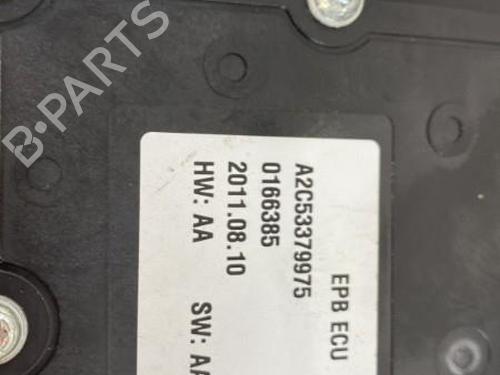 B-PARTS
EPB ECU
A2C53379975
0166385
2011.08.10
HW: AA SW: AA